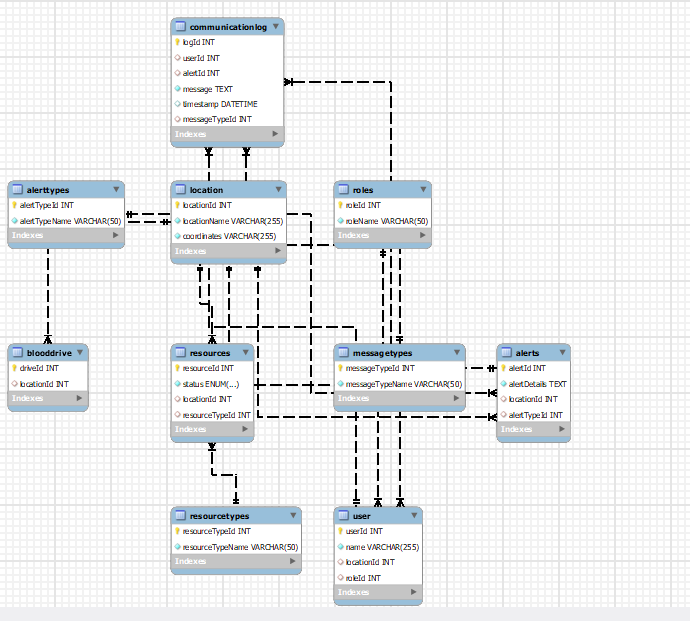 communicationlog
logId INT
userId INT
alertId INT
message TEXT
timestamp DATETIME
messageTypeId INT
Indexes
alerttypes
alertTypeId INT
alertTypeName VARCHAR(50)
Indexes
location
locationId INT
locationName VARCHAR(255)
coordinates VARCHAR(255)
Indexes
roles
roleId INT
roleName VARCHAR(50)
Indexes
blooddrive
driveId INT
locationId INT
Indexes
resources
resourceId INT
status ENUM(...)
locationId INT
resourceTypeId INT
Indexes
messagetypes
messageTypeId INT
messageTypeName VARCHAR(50)
Indexes
alerts
alertId INT
alertDetails TEXT
locationId INT
alertTypeId INT
Indexes
resourcetypes
resourceTypeId INT
resourceTypeName VARCHAR(50)
Indexes
user
userId INT
name VARCHAR(255)
locationId INT
roleId INT
Indexes